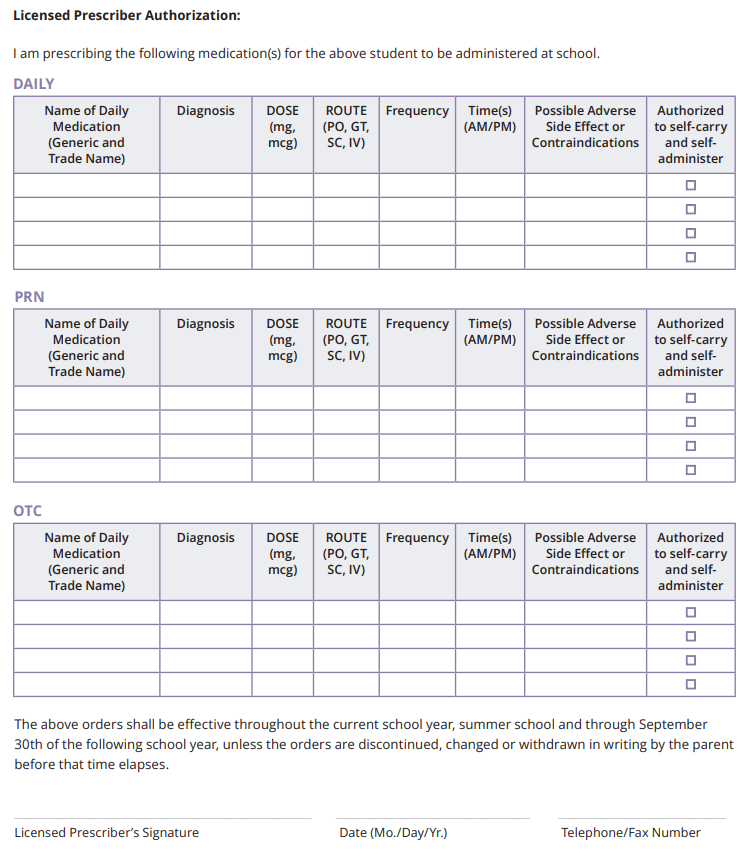 Licensed Prescriber Authorization:
I am prescribing the following medication(s) for the above student to be administered at school.
DAILY
Name of Daily Medication (Generic and Trade Name) Diagnosis DOSE (mg, mcg) ROUTE (PO, GT, SC, IV) Frequency Time(s) (AM/PM) Possible Adverse Side Effect or Contraindications Authorized to self-carry and self-administer
PRN
Name of Daily Medication (Generic and Trade Name) Diagnosis DOSE (mg, mcg) ROUTE (PO, GT, SC, IV) Frequency Time(s) (AM/PM) Possible Adverse Side Effect or Contraindications Authorized to self-carry and self-administer
OTC
Name of Daily Medication (Generic and Trade Name) Diagnosis DOSE (mg, mcg) ROUTE (PO, GT, SC, IV) Frequency Time(s) (AM/PM) Possible Adverse Side Effect or Contraindications Authorized to self-carry and self-administer
The above orders shall be effective throughout the current school year, summer school and through September
30th of the following school year, unless the orders are discontinued, changed or withdrawn in writing by the parent
before that time elapses.
Licensed Prescriber’s Signature Date (Mo./Day/Yr.) Telephone/Fax Number